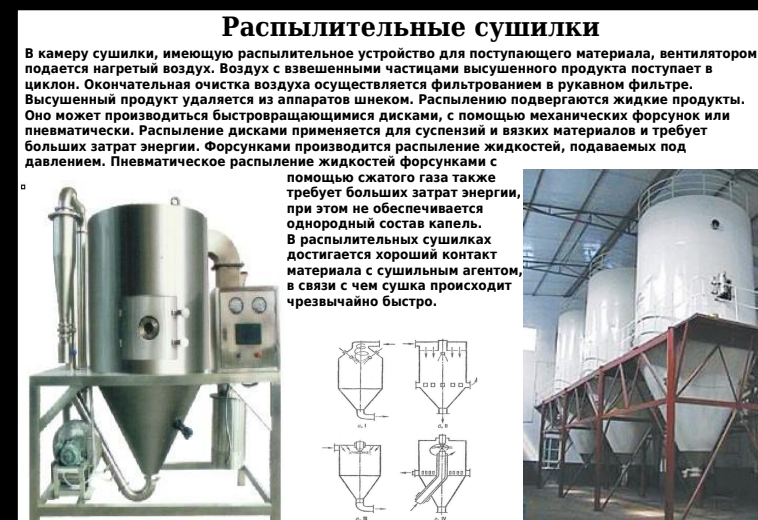 Распылительные сушилки
В камеру сушилки, имеющую распылительное устройство для поступающего материала, вентилятором
подается нагретый воздух. Воздух с взвешенными частицами высушенного продукта поступает в
циклон. Окончательная очистка воздуха осуществляется фильтрованием в рукавном фильтре.
Высушенный продукт удаляется из аппаратов шнеком. Распылению подвергаются жидкие продукты.
Оно может производиться быстровращающимися дисками, с помощью механических форсунок или
пневматически. Распыление дисками применяется для суспензий и вязких материалов и требует
больших затрат энергии. Форсунками производится распыление жидкостей, подаваемых под
давлением. Пневматическое распыление жидкостей форсунками с
помощью сжатого газа также
требует больших затрат энергии,
при этом не обеспечивается
однородный состав капель.
В распылительных сушилках
достигается хороший контакт
материала с сушильным агентом,
в связи с чем сушка происходит
чрезвычайно быстро.